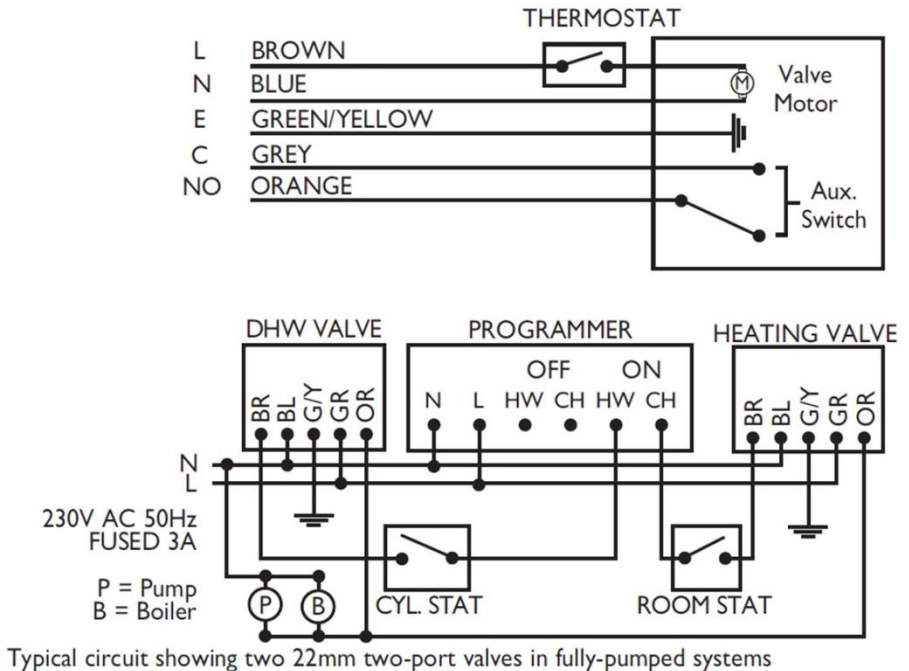 THERMOSTAT
L BROWN
N BLUE
E GREEN/YELLOW
C GREY
NO ORANGE
M
Valve
Motor
Aux.
Switch
DHW VALVE
BR BL G/Y GR OR
PROGRAMMER
OFF ON
N L HW CH HW CH
HEATING VALVE
BR BL G/Y GR OR
N
L
230V AC 50Hz
FUSED 3A
P = Pump
B = Boiler
P B
CYL. STAT
ROOM STAT
Typical circuit showing two 22mm two-port valves in fully-pumped systems